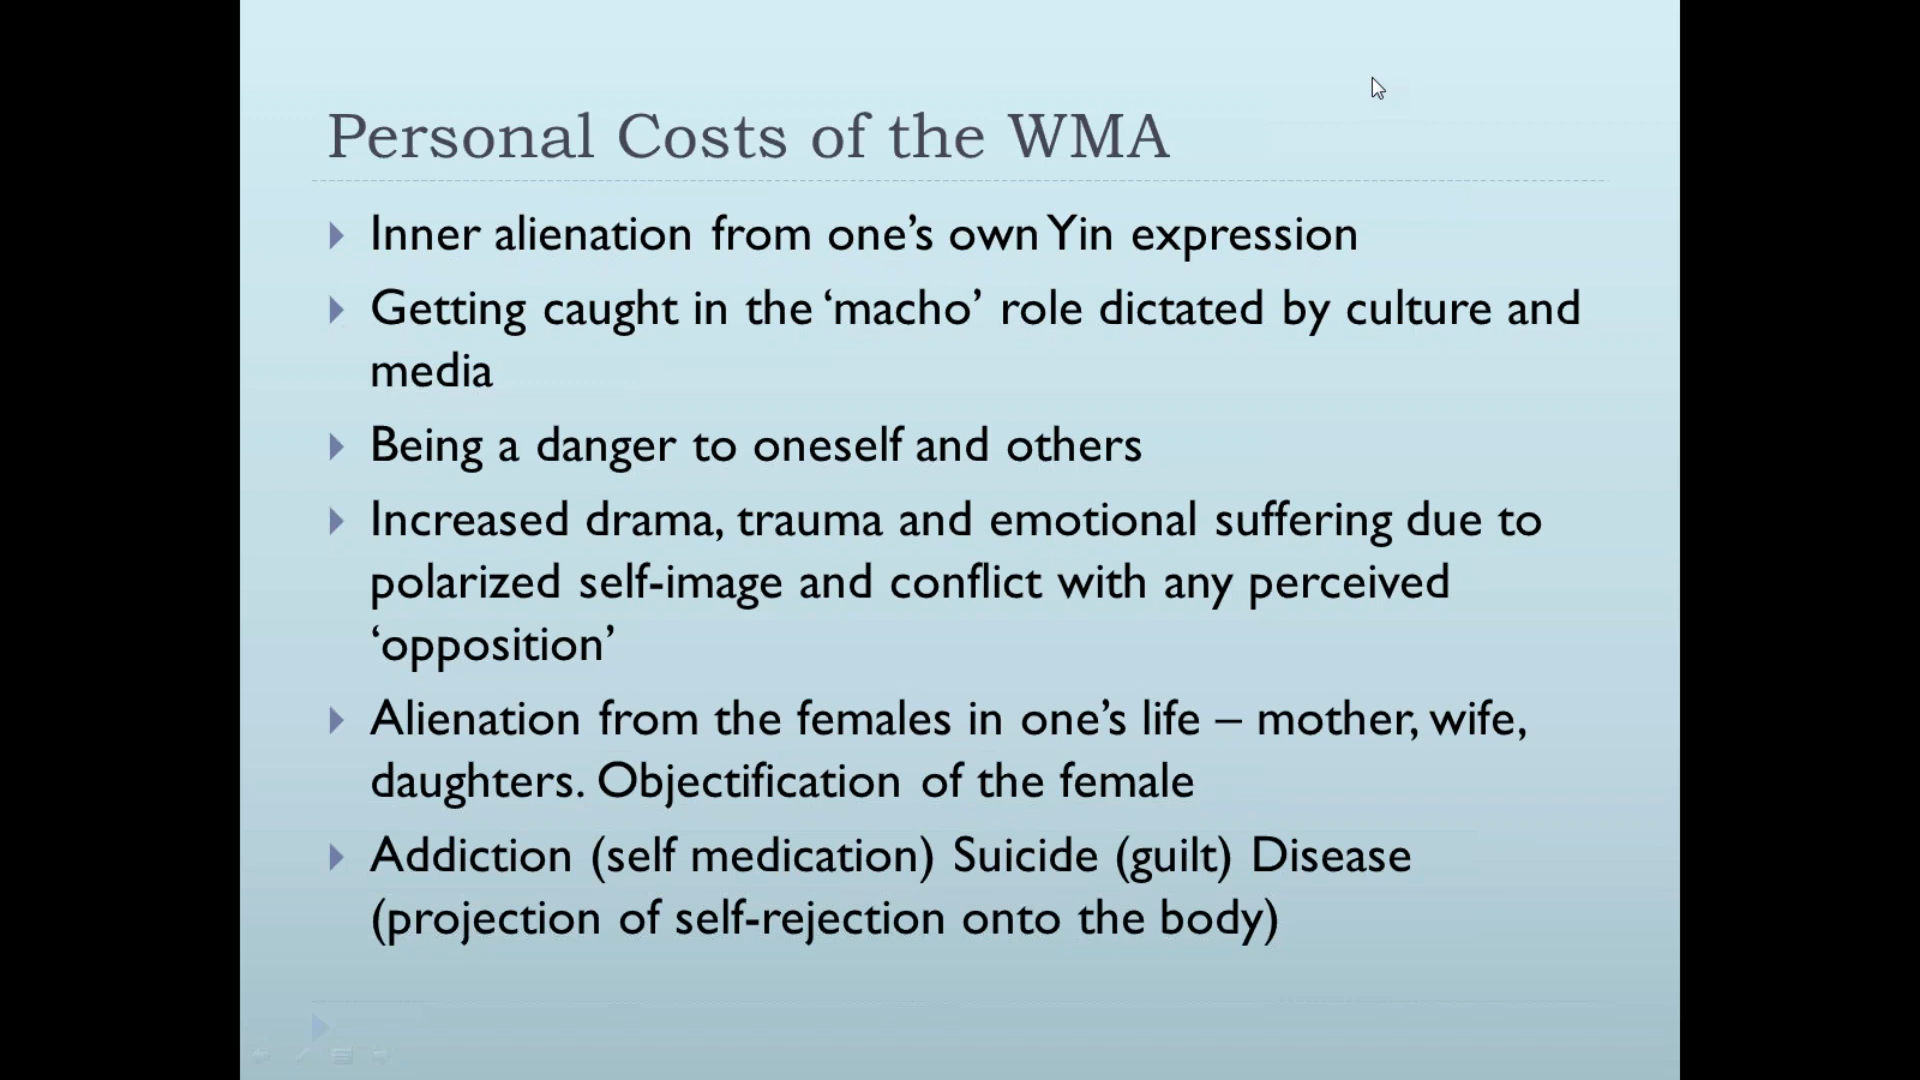 Personal Costs of the WMA
Inner alienation from one’s own Yin expression
Getting caught in the ‘macho’ role dictated by culture and
media
Being a danger to oneself and others
Increased drama, trauma and emotional suffering due to
polarized self-image and conflict with any perceived
‘opposition’
Alienation from the females in one’s life – mother, wife,
daughters. Objectification of the female
Addiction (self medication) Suicide (guilt) Disease
(projection of self-rejection onto the body)